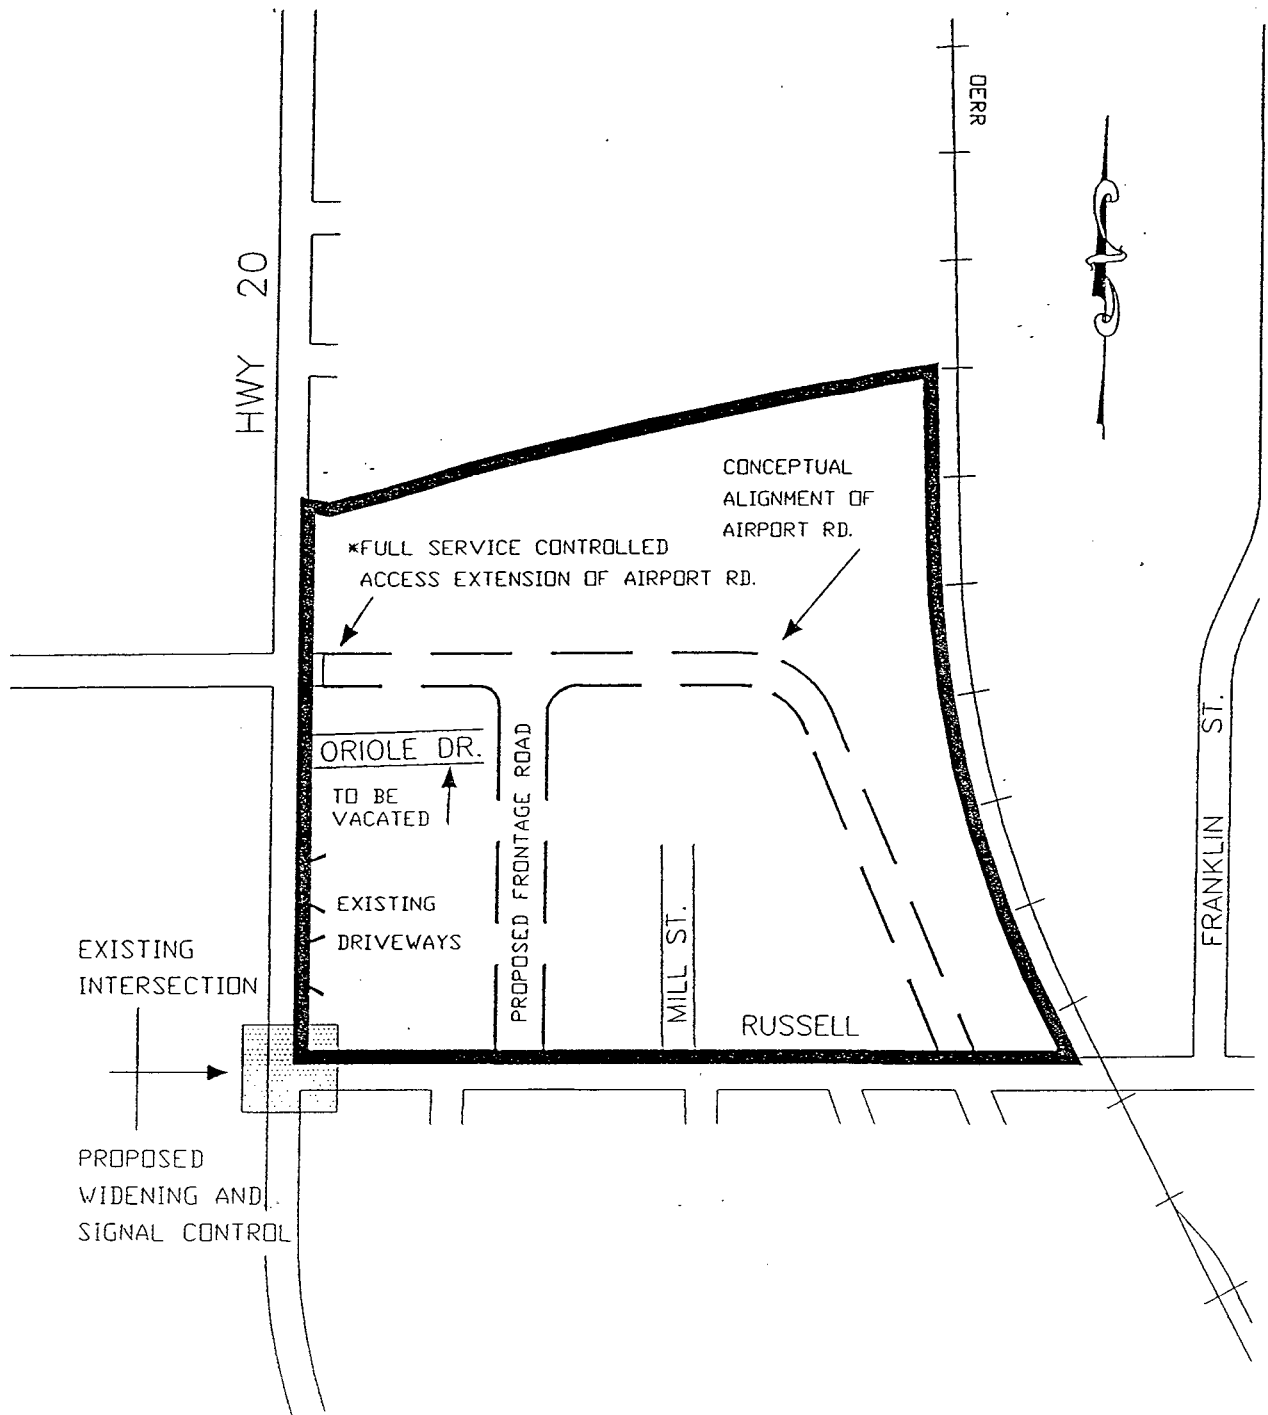 OERR
HWY 20
CONCEPTUAL
ALIGNMENT OF
AIRPORT RD.
*FULL SERVICE CONTROLLED
ACCESS EXTENSION OF AIRPORT RD.
ORIOLE DR.
TO BE
VACATED
PROPOSED FRONTAGE ROAD
EXISTING
DRIVEWAYS
MILL ST.
RUSSELL
FRANKLIN ST.
EXISTING
INTERSECTION
PROPOSED
WIDENING AND
SIGNAL CONTROL